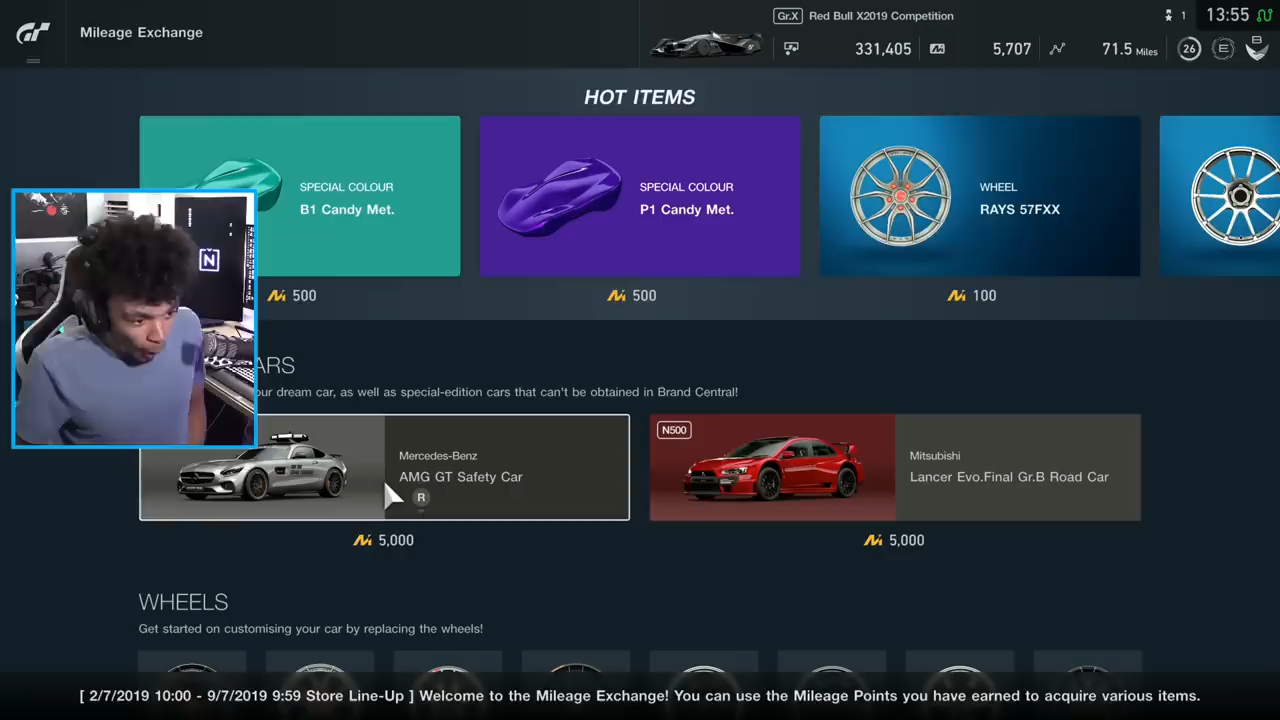 Mileage Exchange
Gr.X Red Bull X2019 Competition
1
13:55
331,405
5,707
71.5 Miles
26
E
B
HOT ITEMS
SPECIAL COLOUR
B1 Candy Met.
500
SPECIAL COLOUR
P1 Candy Met.
500
WHEEL
RAYS 57FXX
100
N
ARS
our dream car, as well as special-edition cars that can't be obtained in Brand Central!
Mercedes-Benz
AMG GT Safety Car
R
5,000
N500
Mitsubishi
Lancer Evo.Final Gr.B Road Car
5,000
WHEELS
Get started on customising your car by replacing the wheels!
[ 2/7/2019 10:00 - 9/7/2019 9:59 Store Line-Up ] Welcome to the Mileage Exchange! You can use the Mileage Points you have earned to acquire various items.